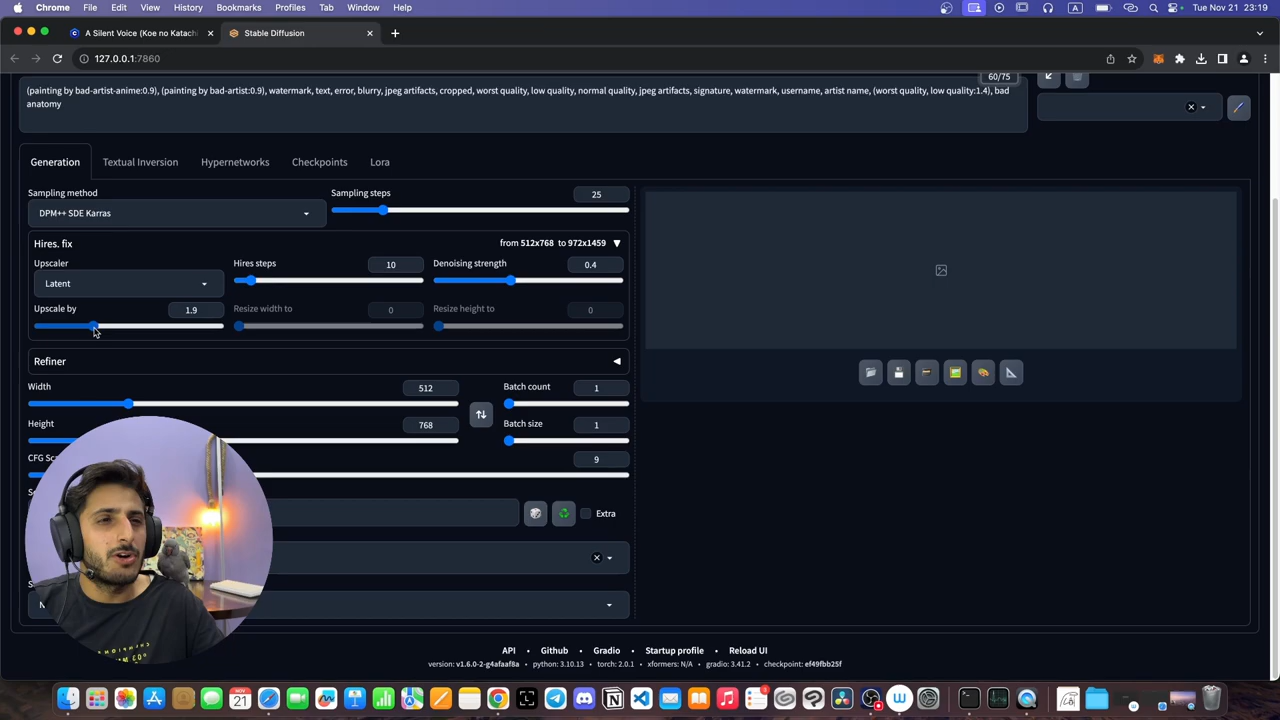 Chrome File Edit View History Bookmarks Profiles Tab Window Help A Tue Nov 21 23:19
A Silent Voice (Koe no Katachi Stable Diffusion
127.0.0.1:7860
60/75
(painting by bad-artist-anime:0.9), (painting by bad-artist:0.9), watermark, text, error, blurry, jpeg artifacts, cropped, worst quality, low quality, normal quality, jpeg artifacts, signature, watermark, username, artist name, (worst quality, low quality:1.4), bad
anatomy
Generation Textual Inversion Hypernetworks Checkpoints Lora
Sampling method Sampling steps 25
DPM++ SDE Karras
Hires. fix from 512x768 to 972x1459
Upscaler Hires steps 10 Denoising strength 0.4
Latent
Upscale by 1.9 Resize width to 0 Resize height to 0
Refiner
Width 512 Batch count 1
Height 768 Batch size 1
CFG Sca 9
Extra
API Github Gradio Startup profile Reload UI
version: v1.6.0-2-g4afaaf8a python: 3.10.13 torch: 2.0.1 xformers: N/A gradio: 3.41.2 checkpoint: ef49fbb25f